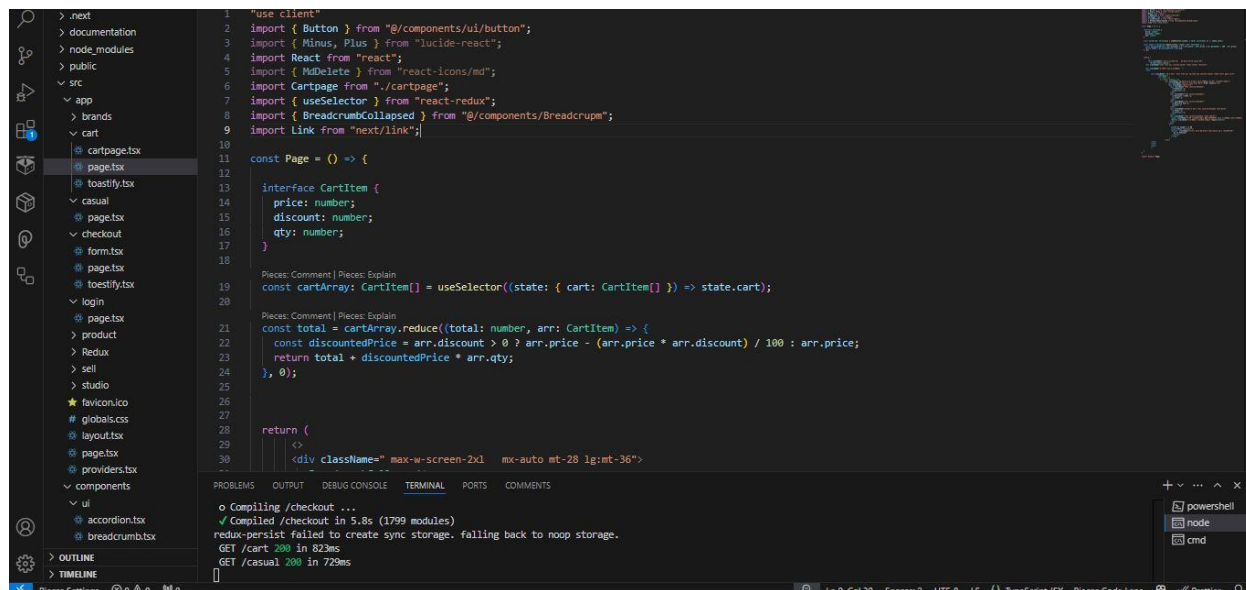 .next
documentation
node_modules
public
src
app
brands
cart
cartpage.tsx
page.tsx
toastify.tsx
casual
page.tsx
checkout
form.tsx
page.tsx
toestify.tsx
login
page.tsx
product
Redux
sell
studio
favicon.ico
# globals.css
layout.tsx
page.tsx
providers.tsx
components
ui
accordion.tsx
breadcrumb.tsx
OUTLINE
TIMELINE
1 "use client"
2 import { Button } from "@/components/ui/button";
3 import { Minus, Plus } from "lucide-react";
4 import React from "react";
5 import { MdDelete } from "react-icons/md";
6 import Cartpage from "./cartpage";
7 import { useSelector } from "react-redux";
8 import { BreadcrumbCollapsed } from "@/components/Breadcrupm";
9 import Link from "next/link";
10
11 const Page = () => {
12
13 interface CartItem {
14 price: number;
15 discount: number;
16 qty: number;
17 }
18
Pieces: Comment | Pieces: Explain
19 const cartArray: CartItem[] = useSelector((state: { cart: CartItem[] }) => state.cart);
20
Pieces: Comment | Pieces: Explain
21 const total = cartArray.reduce((total: number, arr: CartItem) => {
22 const discountedPrice = arr.discount > 0 ? arr.price - (arr.price * arr.discount) / 100 : arr.price;
23 return total + discountedPrice * arr.qty;
24 }, 0);
25
26
27
28 return (
29 <>
30 <div className=" max-w-screen-2xl mx-auto mt-28 lg:mt-36">
PROBLEMS OUTPUT DEBUG CONSOLE TERMINAL PORTS COMMENTS
○ Compiling /checkout ...
✓ Compiled /checkout in 5.8s (1799 modules)
redux-persist failed to create sync storage. falling back to noop storage.
GET /cart 200 in 823ms
GET /casual 200 in 729ms
powershell
node
cmd